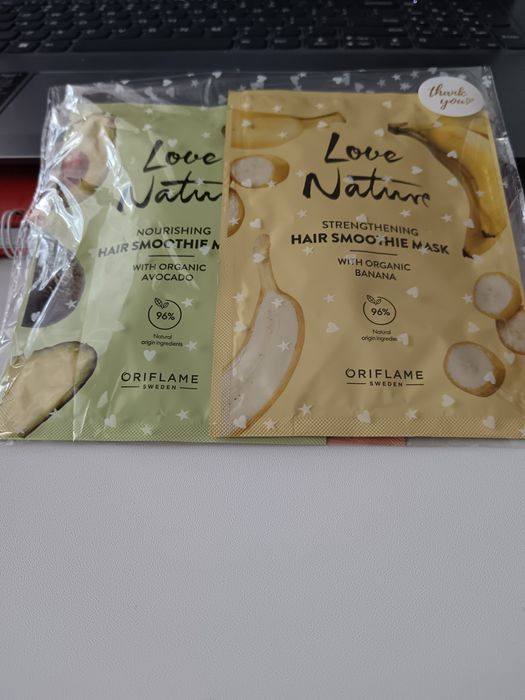 thank
you
Love
Natu
NOURISHING
HAIR SMOOTHIE M
WITH ORGANIC
AVOCADO
96%
Natural
origin ingredients
ORIFLAME
SWEDEN
Love
Nature
STRENGTHENING
HAIR SMOOTHIE MASK
WITH ORGANIC
BANANA
96%
Natural
origin ingredie
ORIFLAME
SWEDEN